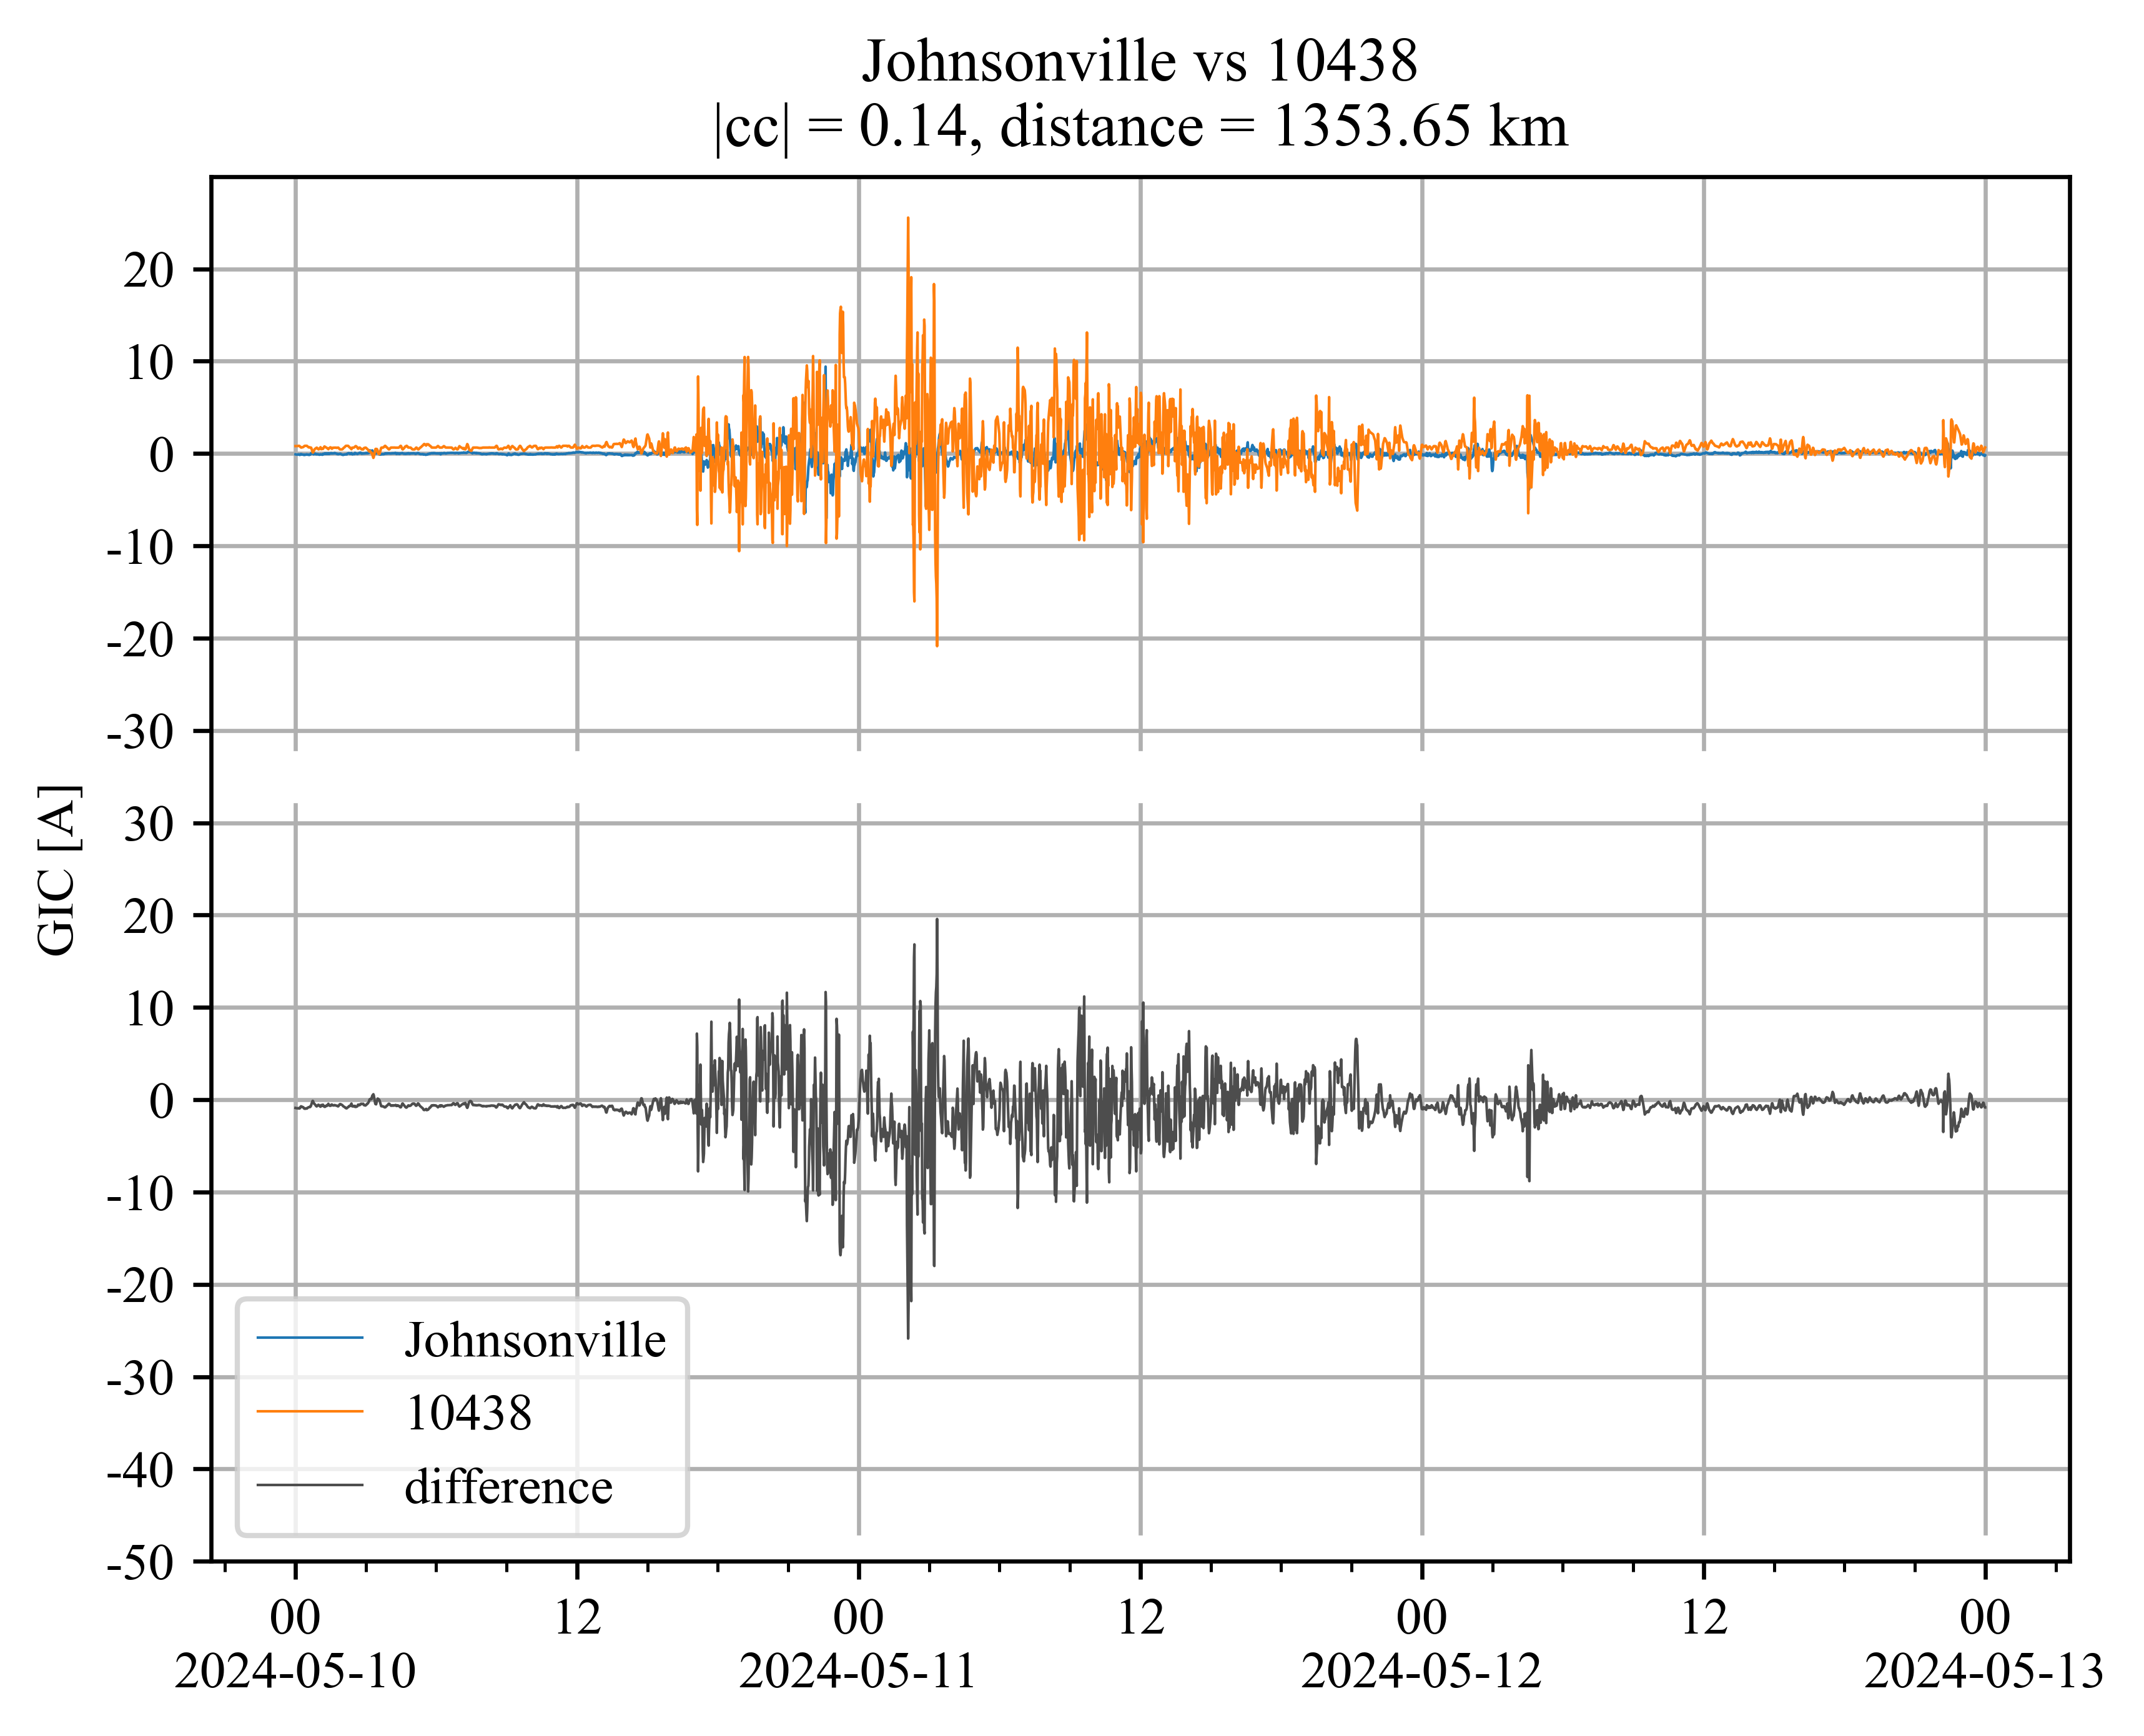 Johnsonville vs 10438
|cc| = 0.14, distance = 1353.65 km
GIC [A]
20
10
0
-10
-20
-30
30
20
10
0
-10
-20
-30
-40
-50
Johnsonville
10438
difference
00 12 00 12 00 12 00
2024-05-10 2024-05-11 2024-05-12 2024-05-13